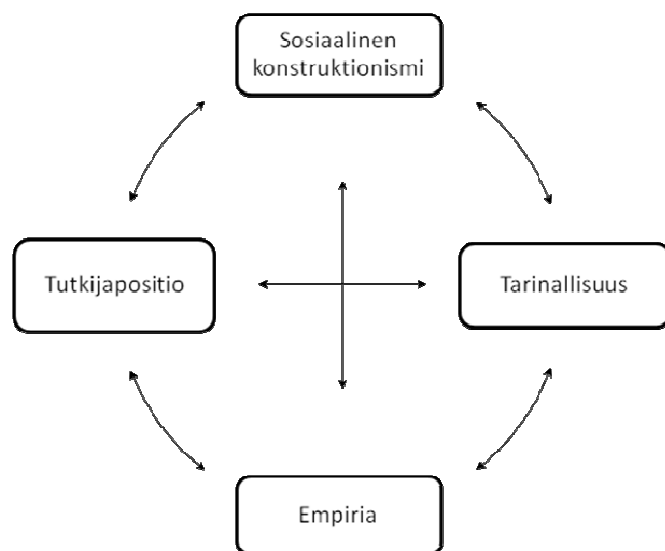 Sosiaalinen
konstruktionismi
Tutkijapositio
Tarinallisuus
Empiria